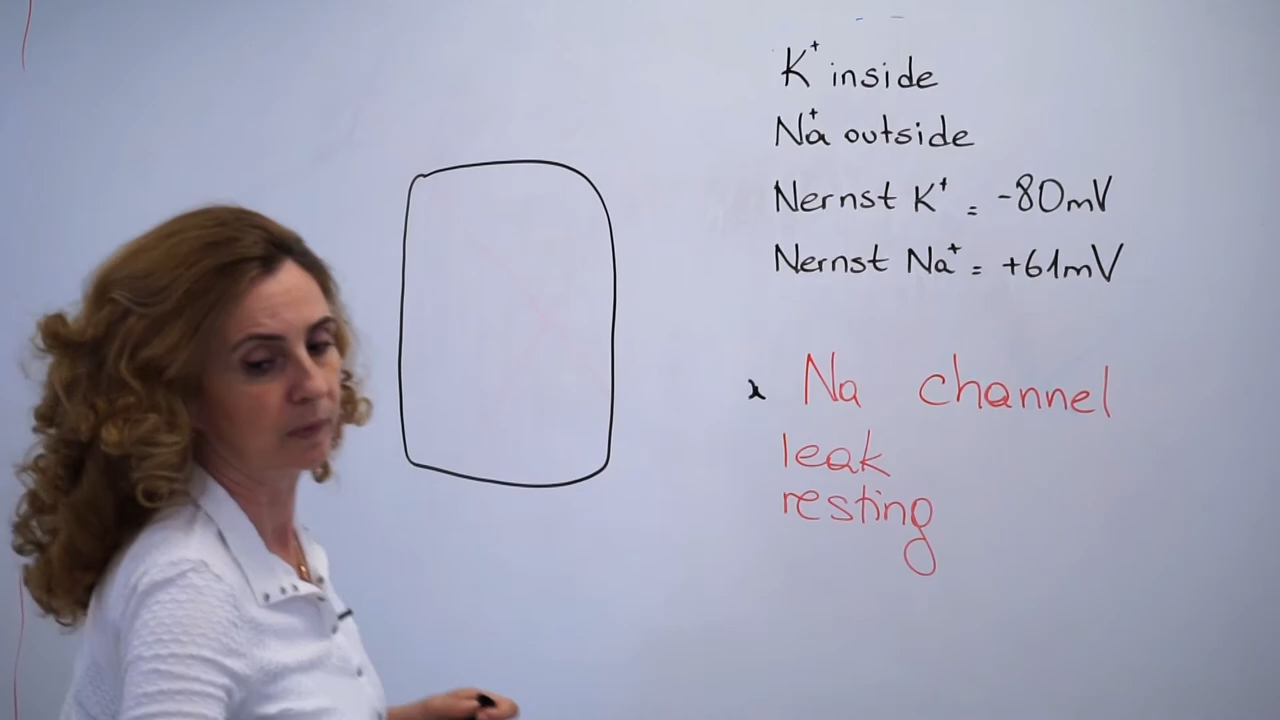 K⁺ inside
Na⁺ outside
Nernst K⁺ = -80mV
Nernst Na⁺ = +61mV
Na channel
leak
resting